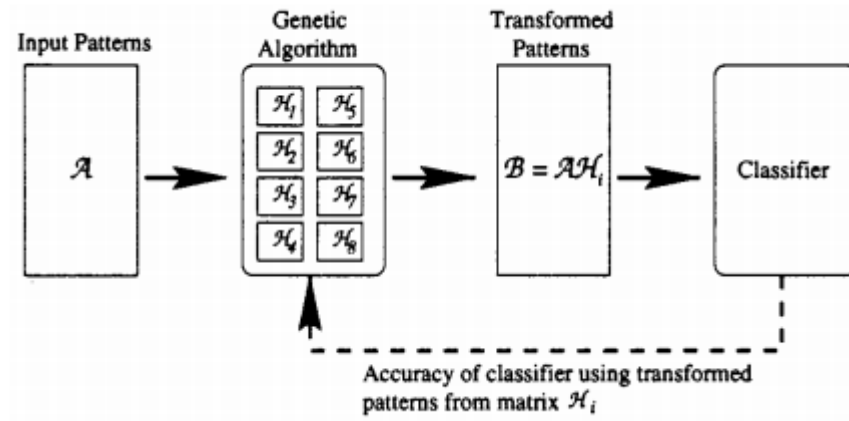 Input Patterns
Genetic
Algorithm
Transformed
Patterns
𝒜
ℋ1 ℋ5
ℋ2 ℋ6
ℋ3 ℋ7
ℋ4 ℋ8
ℬ = 𝒜ℋi
Classifier
Accuracy of classifier using transformed
patterns from matrix ℋi